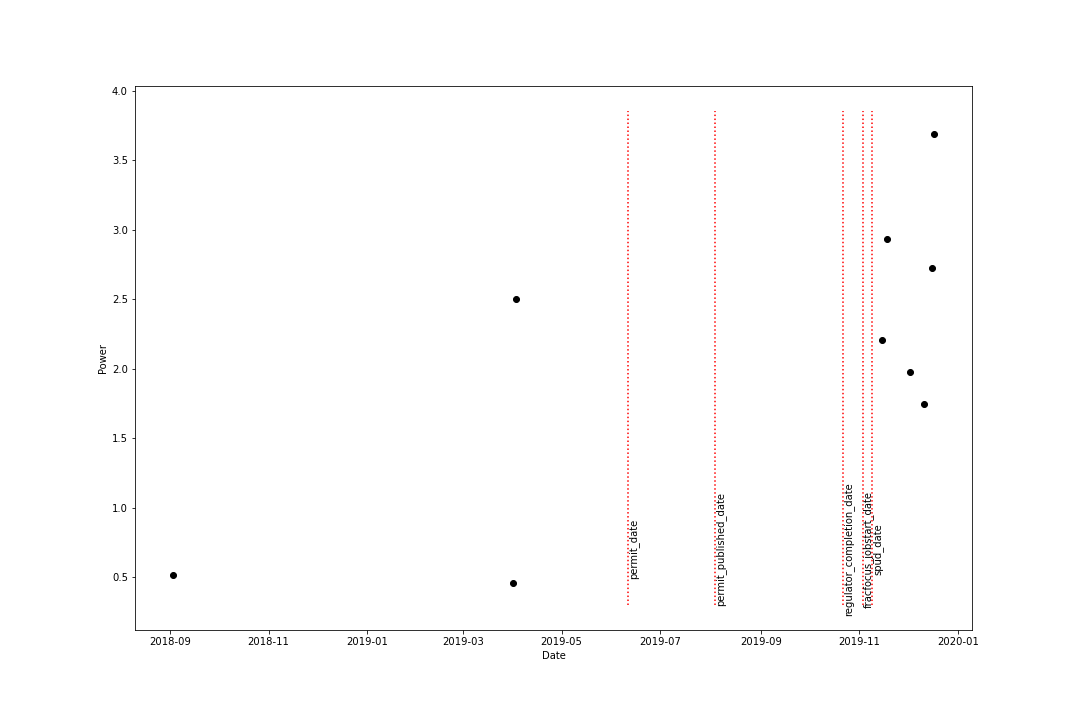 4.0
3.5
3.0
2.5
2.0
1.5
1.0
0.5
Power
permit_date
permit_published_date
regulator_completion_date
fracfocus_jobstart_date
spud_date
2018-09 2018-11 2019-01 2019-03 2019-05 2019-07 2019-09 2019-11 2020-01
Date